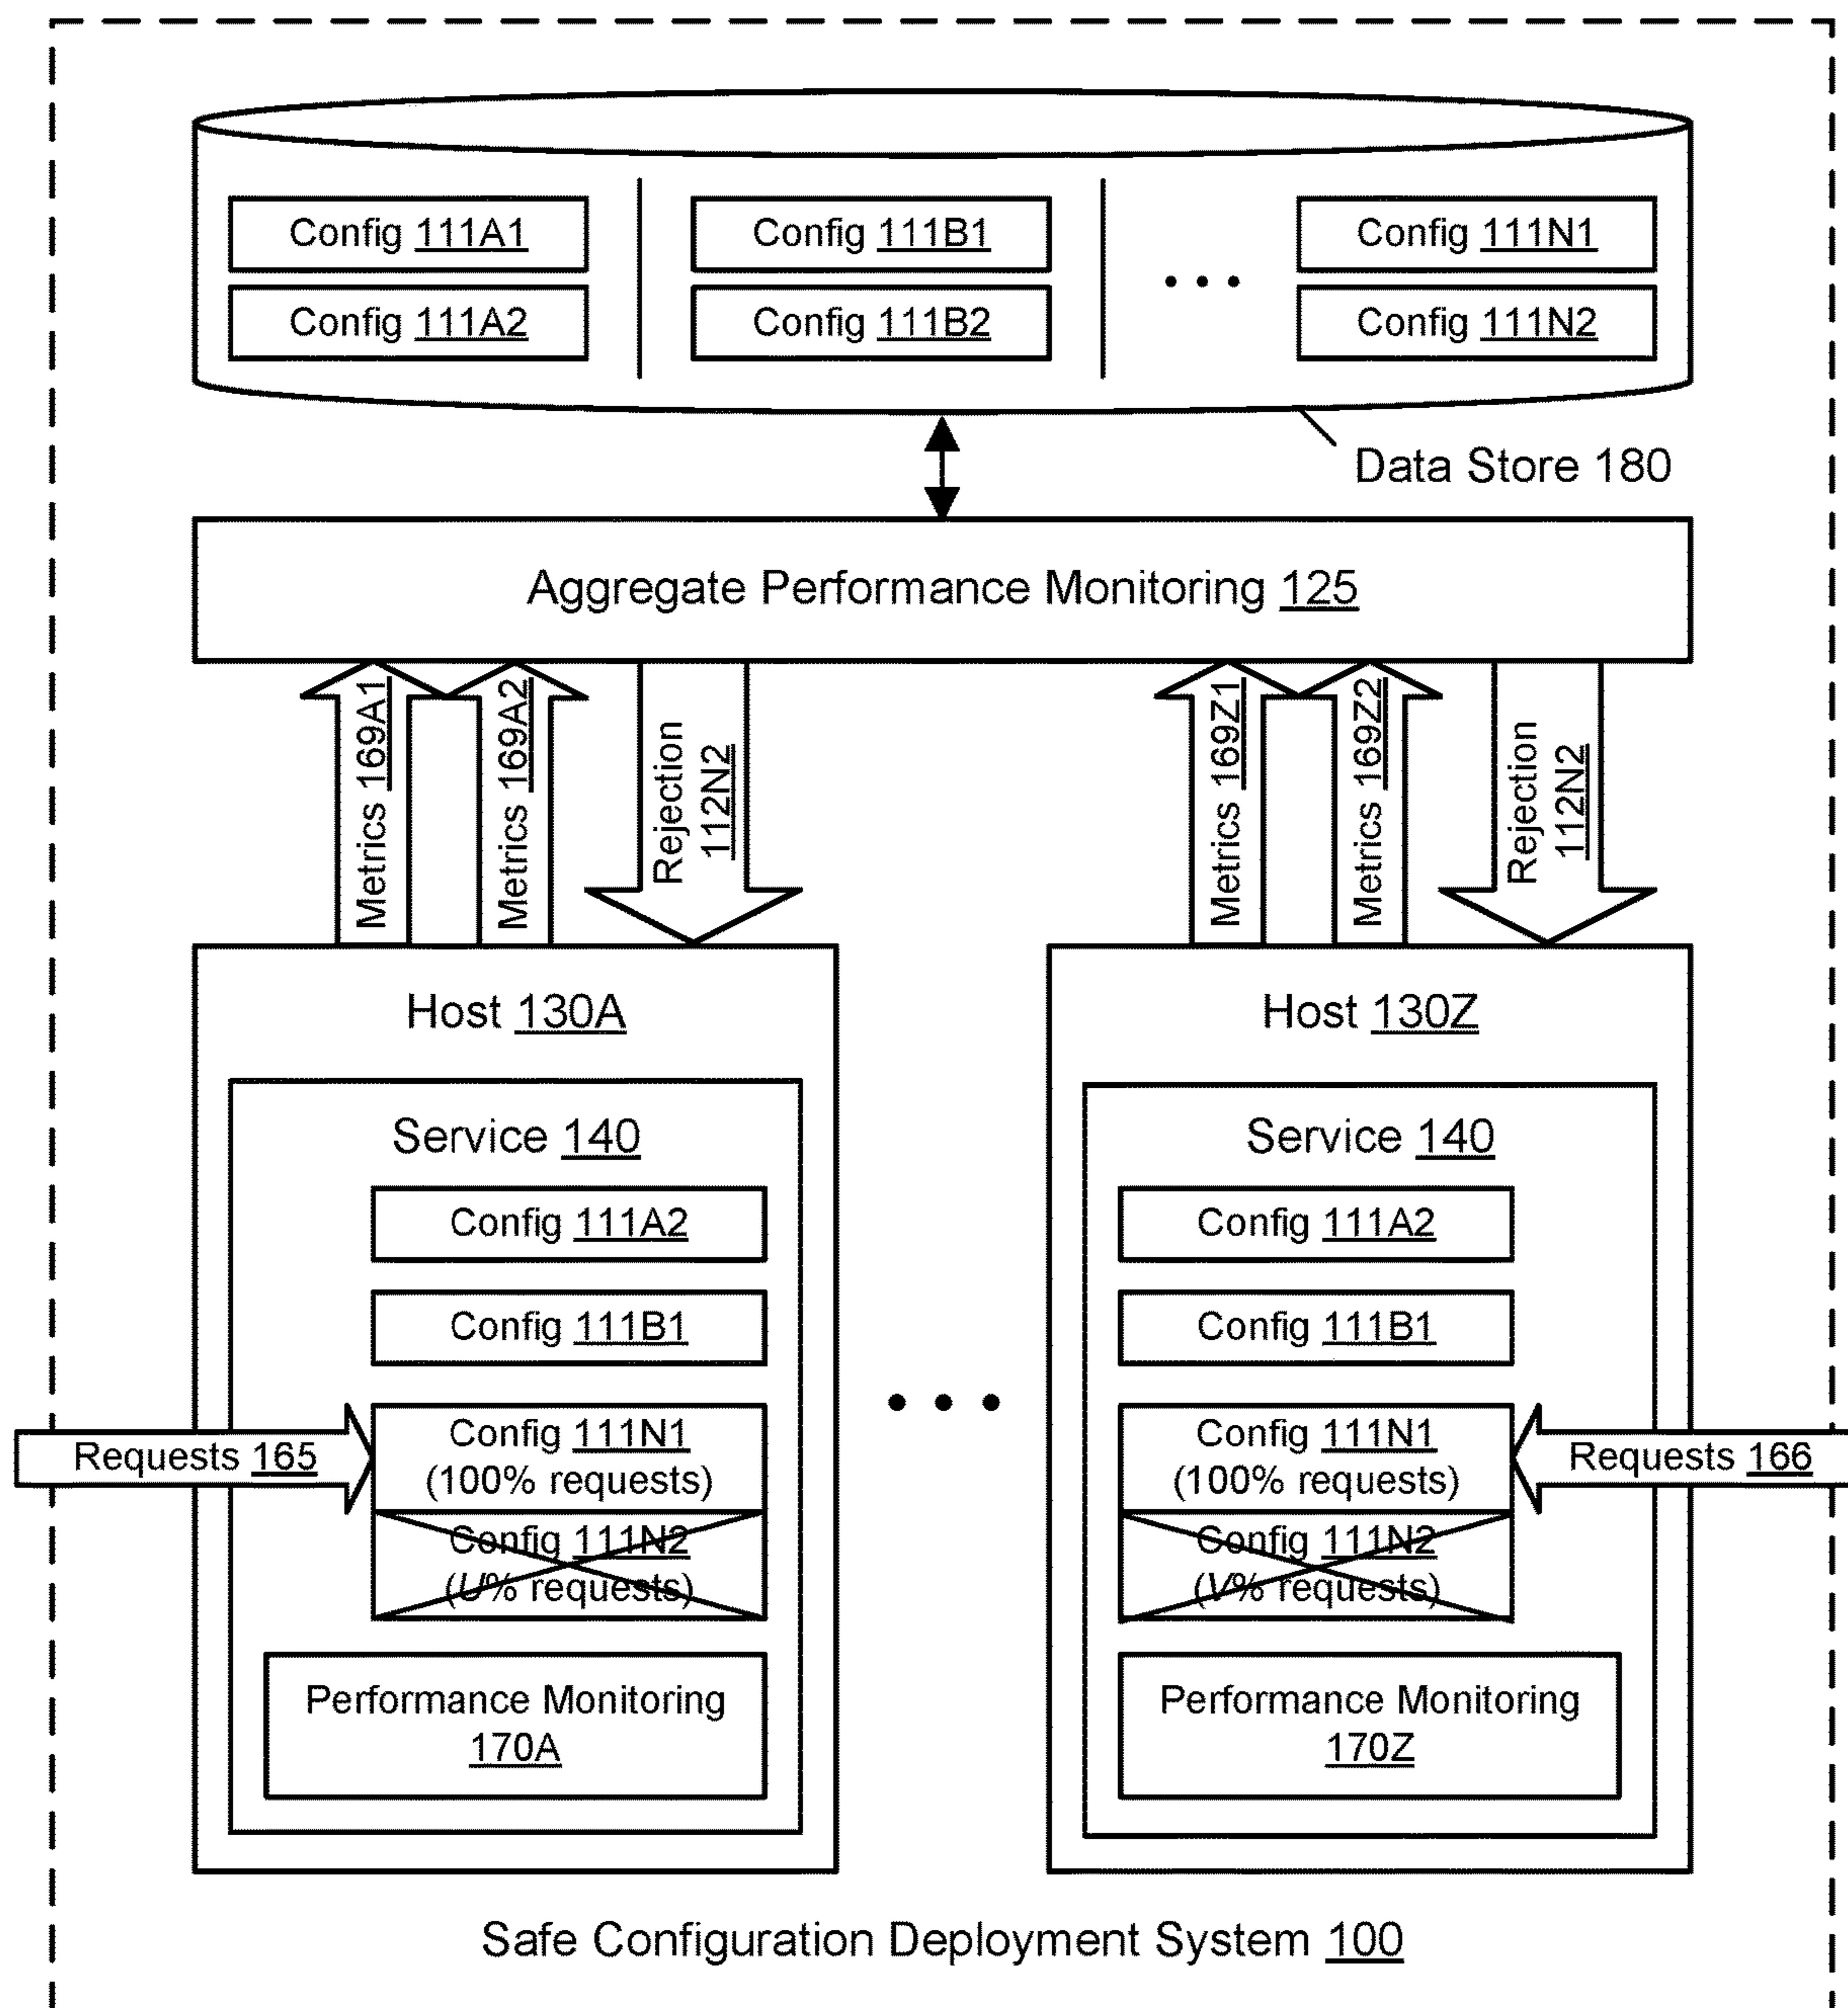 Config 111A1
Config 111B1
Config 111N1
Config 111A2
Config 111B2
Config 111N2
Data Store 180
Aggregate Performance Monitoring 125
Metrics 169A1
Metrics 169A2
Rejection
112N2
Metrics 169Z1
Metrics 169Z2
Rejection
112N2
Host 130A
Service 140
Config 111A2
Config 111B1
Requests 165
Config 111N1
(100% requests)
Config 111N2
(U% requests)
Performance Monitoring
170A
Host 130Z
Service 140
Config 111A2
Config 111B1
Config 111N1
(100% requests)
Requests 166
Config 111N2
(V% requests)
Performance Monitoring
170Z
Safe Configuration Deployment System 100